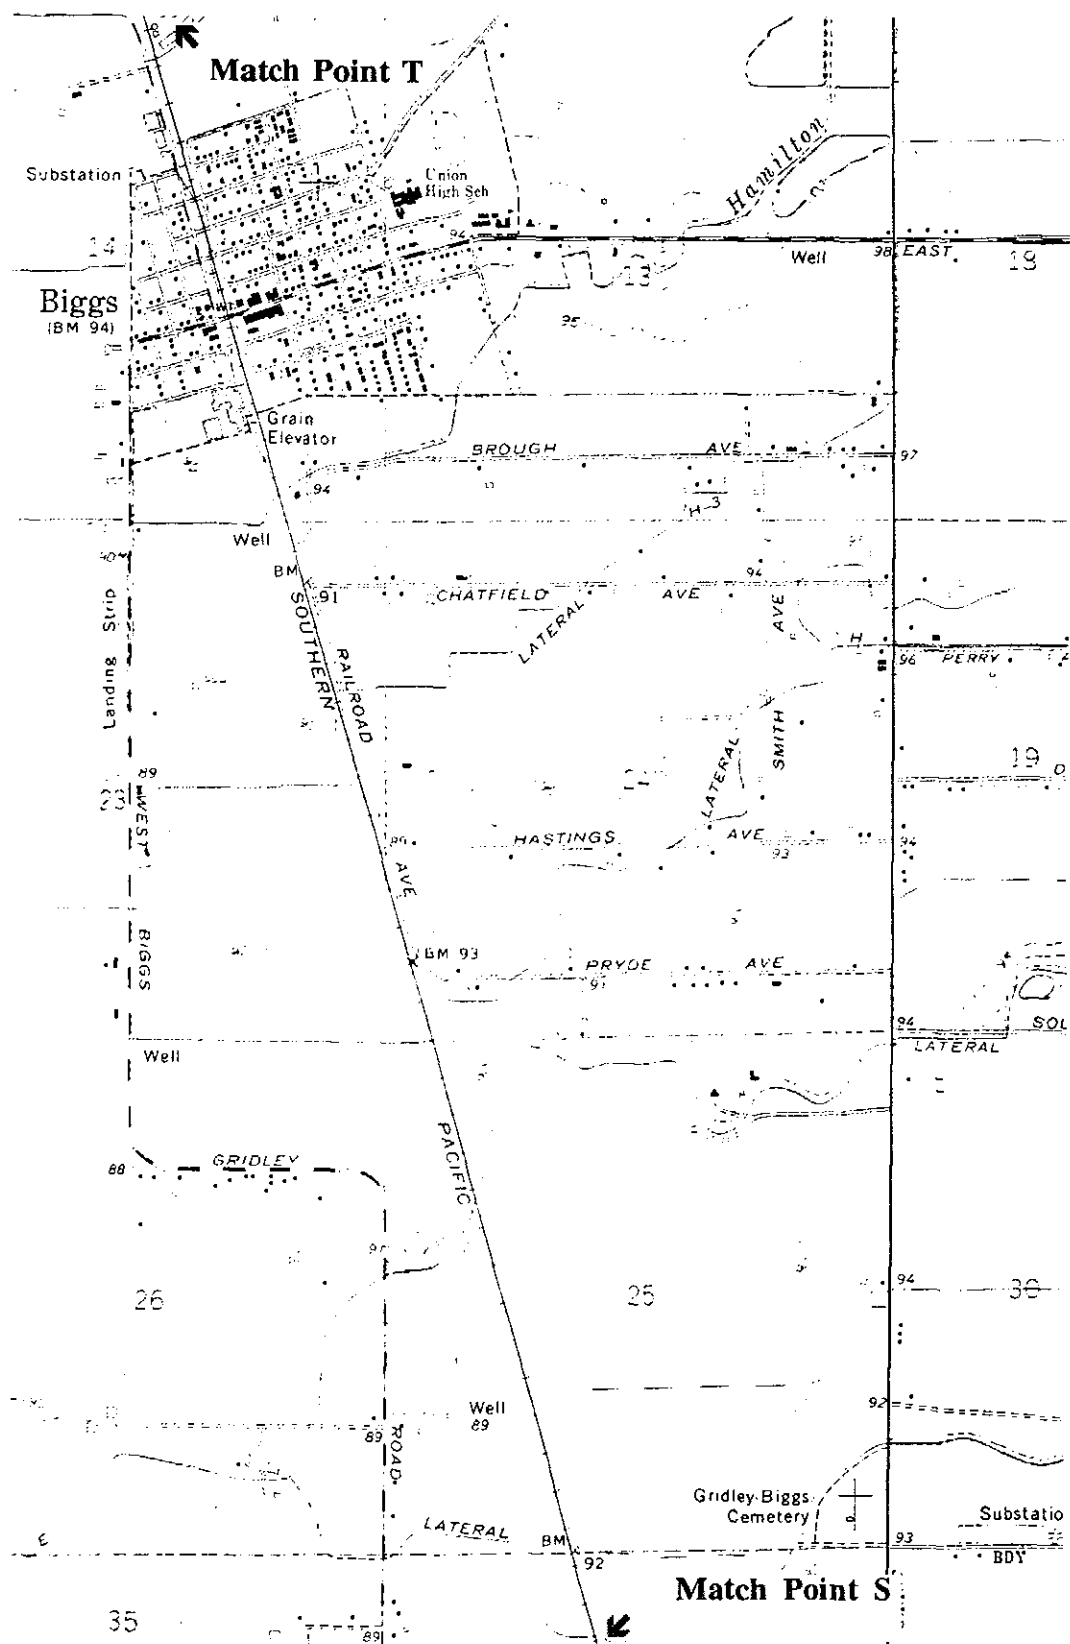 Match Point T
Hamilton
Substation
Union
High Sch
14
94
Well
98
EAST
18
13
Biggs
(BM 94)
WT
95
Grain
Elevator
BROUGH AVE
97
94
H-3
Well
BM
91
CHATFIELD AVE
94
Landing Strip
SOUTHERN
RAILROAD
LATERAL
AVE
H
96
PERRY
LATERAL
SMITH
19
89
WEST
HASTINGS AVE
93
94
AVE
BIGGS
BM 93
PRYDE AVE
91
94
SOU
LATERAL
Well
PACIFIC
88
GRIDLEY
91
94
26
25
30
Well
89
92
89
ROAD
Gridley-Biggs
Cemetery
Substatio
LATERAL
BM
92
93
BDY
Match Point S
35
89